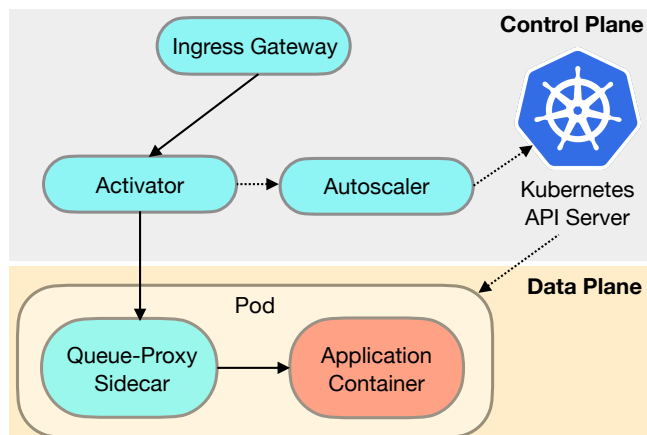 Control Plane
Ingress Gateway
Activator
Autoscaler
Kubernetes
API Server
Data Plane
Pod
Queue-Proxy
Sidecar
Application
Container